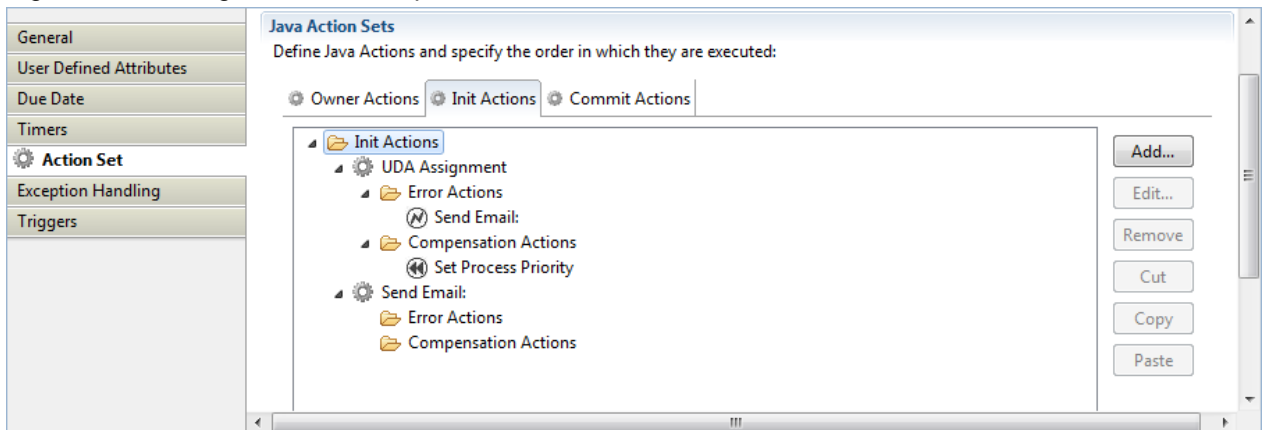 Java Action Sets
Define Java Actions and specify the order in which they are executed:
General
User Defined Attributes
Due Date
Timers
Action Set
Exception Handling
Triggers
Owner Actions Init Actions Commit Actions
Init Actions
UDA Assignment
Error Actions
Send Email:
Compensation Actions
Set Process Priority
Send Email:
Error Actions
Compensation Actions
Add...
Edit...
Remove
Cut
Copy
Paste